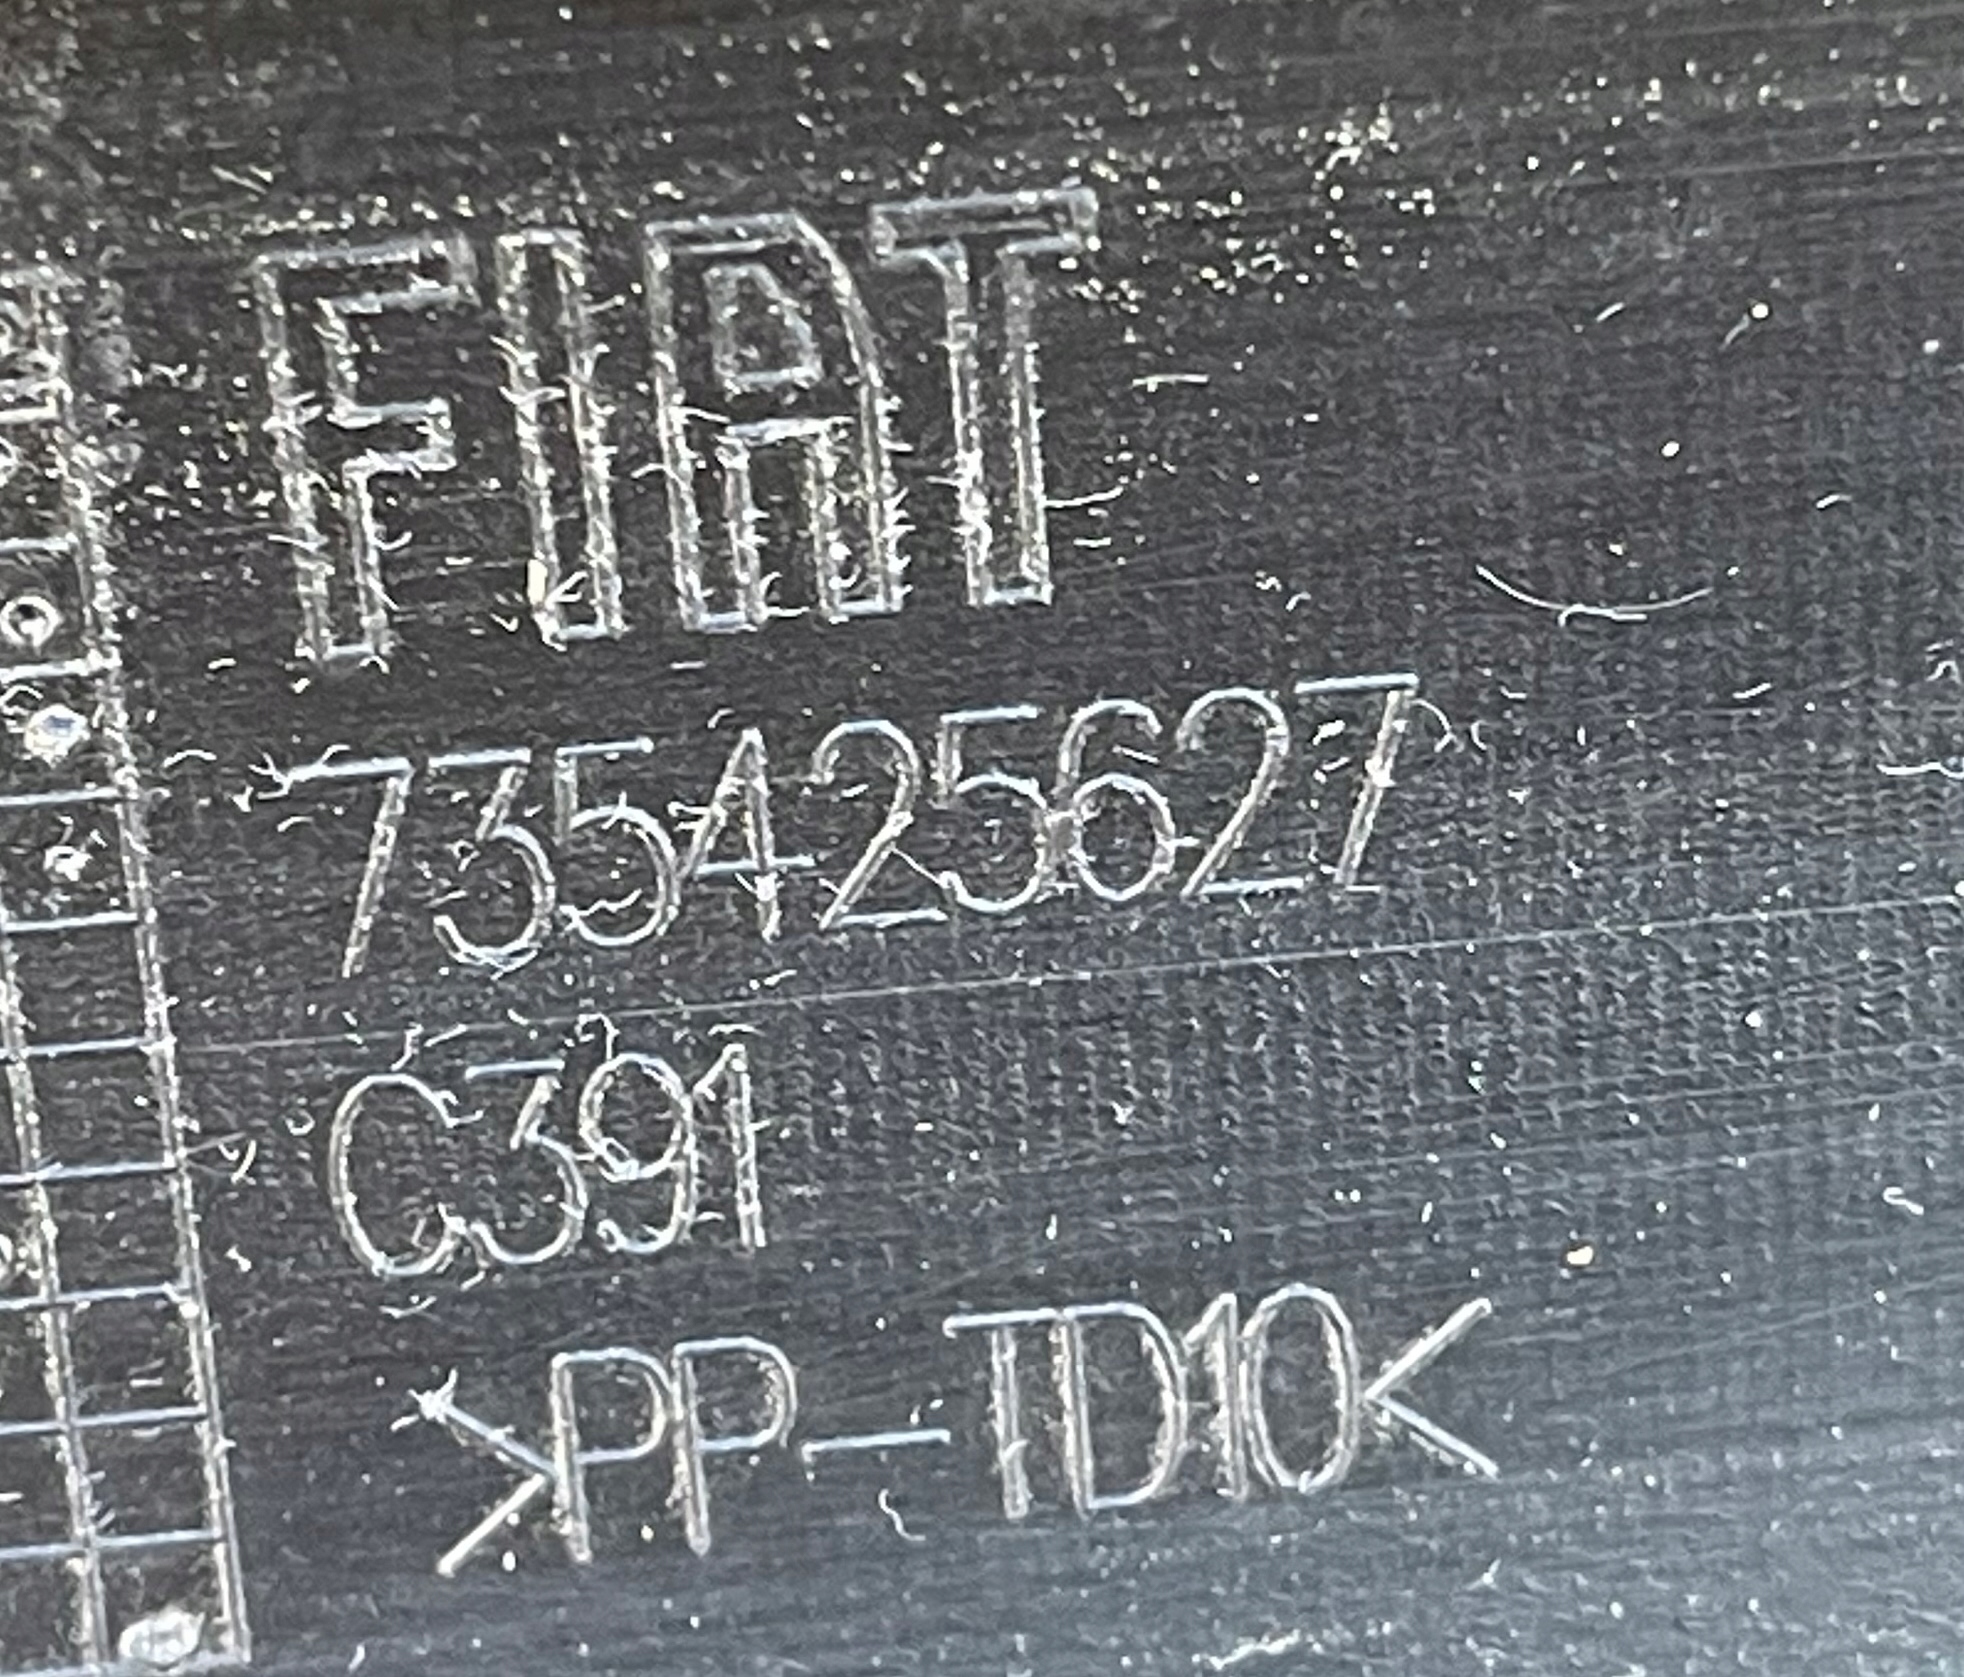 FIAT
735425627
C391
>PP-TD10<